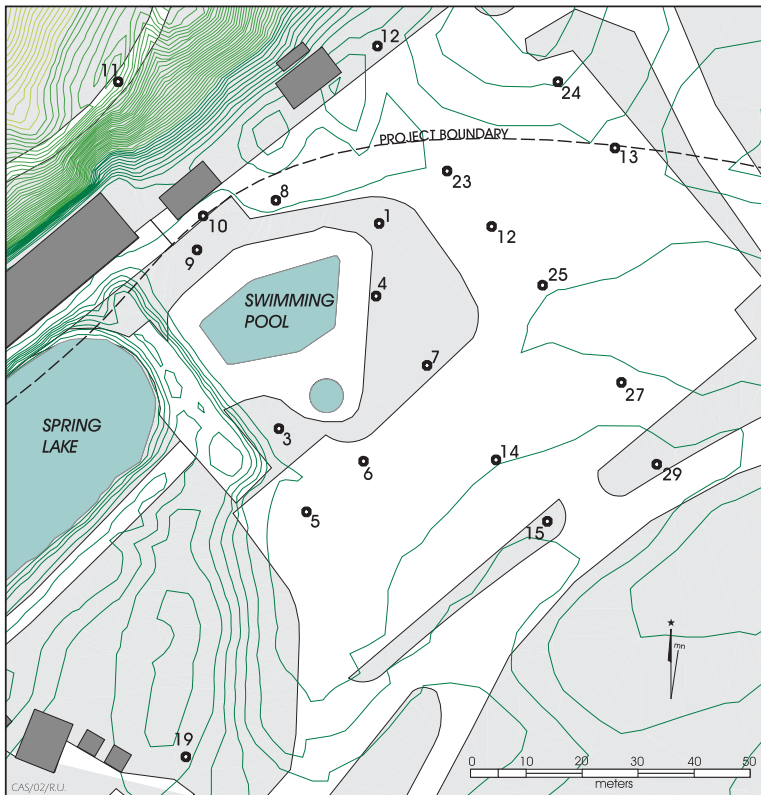 12
11
24
PROJECT BOUNDARY
13
23
8
1
10
12
9
25
4
SWIMMING
POOL
7
27
SPRING
LAKE
3
14
6
29
5
15
mn
19
0 10 20 30 40 50
meters
CAS/02/R.U.